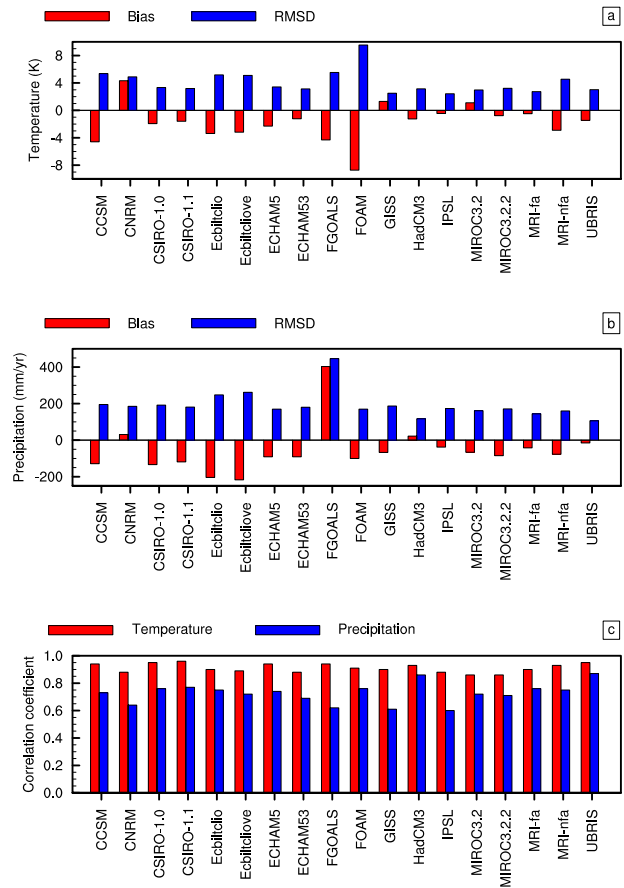 Bias RMSD a
8
4
0
-4
-8
Temperature (K)
CCSM
CNRM
CSIRO-1.0
CSIRO-1.1
Ecbiltclio
Ecbiltcliove
ECHAM5
ECHAM53
FGOALS
FOAM
GISS
HadCM3
IPSL
MIROC3.2
MIROC3.2.2
MRI-fa
MRI-nfa
UBRIS
Bias RMSD b
400
200
0
-200
Precipitation (mm/yr)
CCSM
CNRM
CSIRO-1.0
CSIRO-1.1
Ecbiltclio
Ecbiltcliove
ECHAM5
ECHAM53
FGOALS
FOAM
GISS
HadCM3
IPSL
MIROC3.2
MIROC3.2.2
MRI-fa
MRI-nfa
UBRIS
Temperature Precipitation c
1.0
0.8
0.6
0.4
0.2
0.0
Correlation coefficient
CCSM
CNRM
CSIRO-1.0
CSIRO-1.1
Ecbiltclio
Ecbiltcliove
ECHAM5
ECHAM53
FGOALS
FOAM
GISS
HadCM3
IPSL
MIROC3.2
MIROC3.2.2
MRI-fa
MRI-nfa
UBRIS